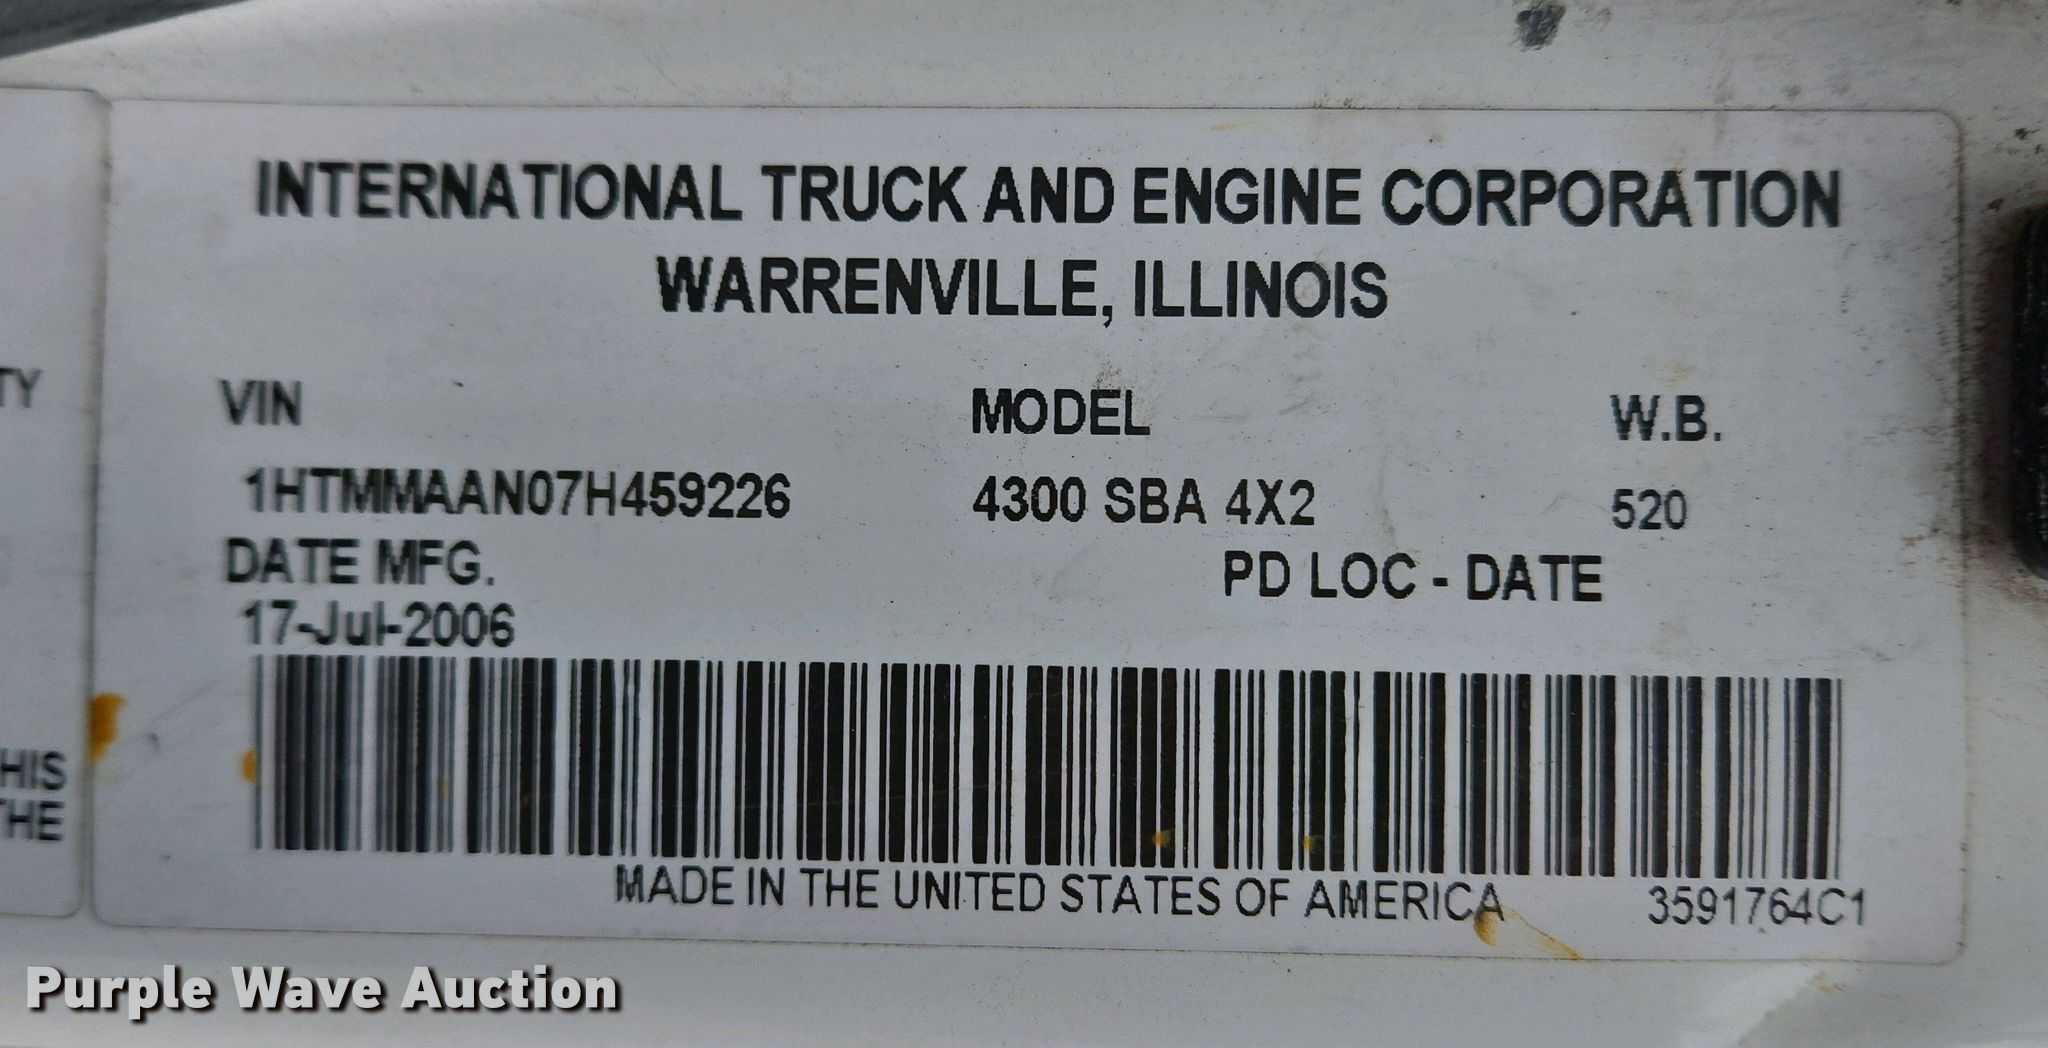 INTERNATIONAL TRUCK AND ENGINE CORPORATION
WARRENVILLE, ILLINOIS
VIN MODEL W.B.
1HTMMAAN07H459226 4300 SBA 4X2 520
DATE MFG. PD LOC - DATE
17-Jul-2006
MADE IN THE UNITED STATES OF AMERICA 3591764C1
TY
HIS
THE
Purple Wave Auction